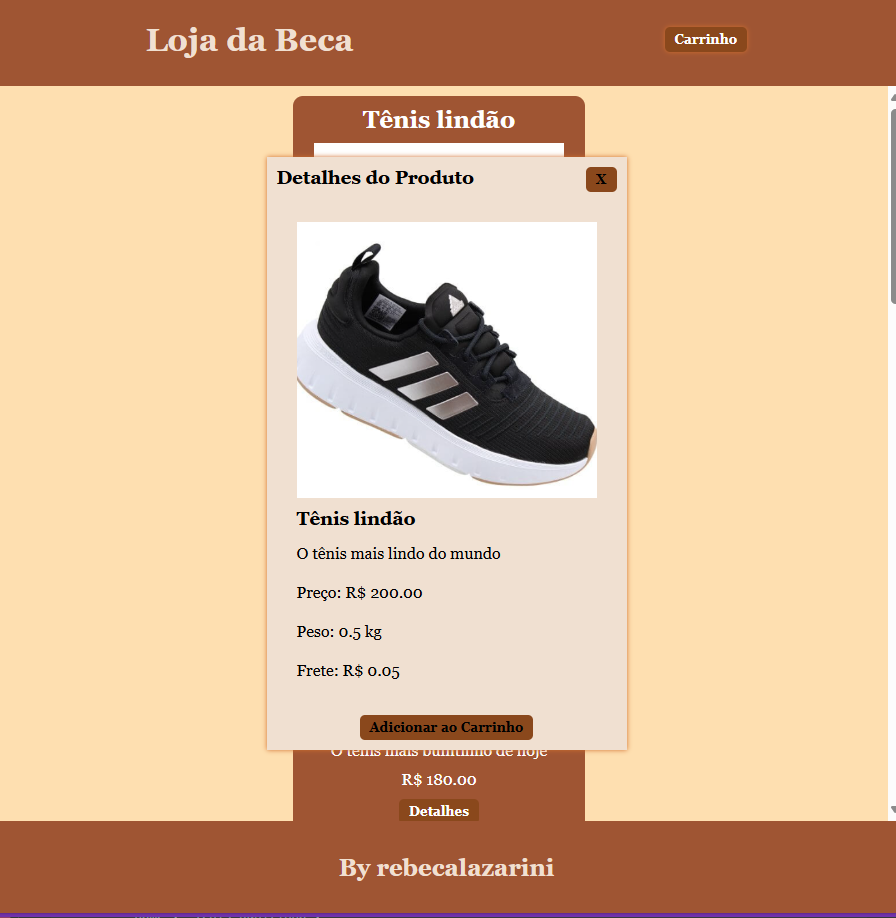 Loja da Beca
Carrinho
Tênis lindão
Detalhes do Produto
X
Tênis lindão
O tênis mais lindo do mundo
Preço: R$ 200.00
Peso: 0.5 kg
Frete: R$ 0.05
Adicionar ao Carrinho
O tênis mais buntinho de hoje
R$ 180.00
Detalhes
By rebecalazarini